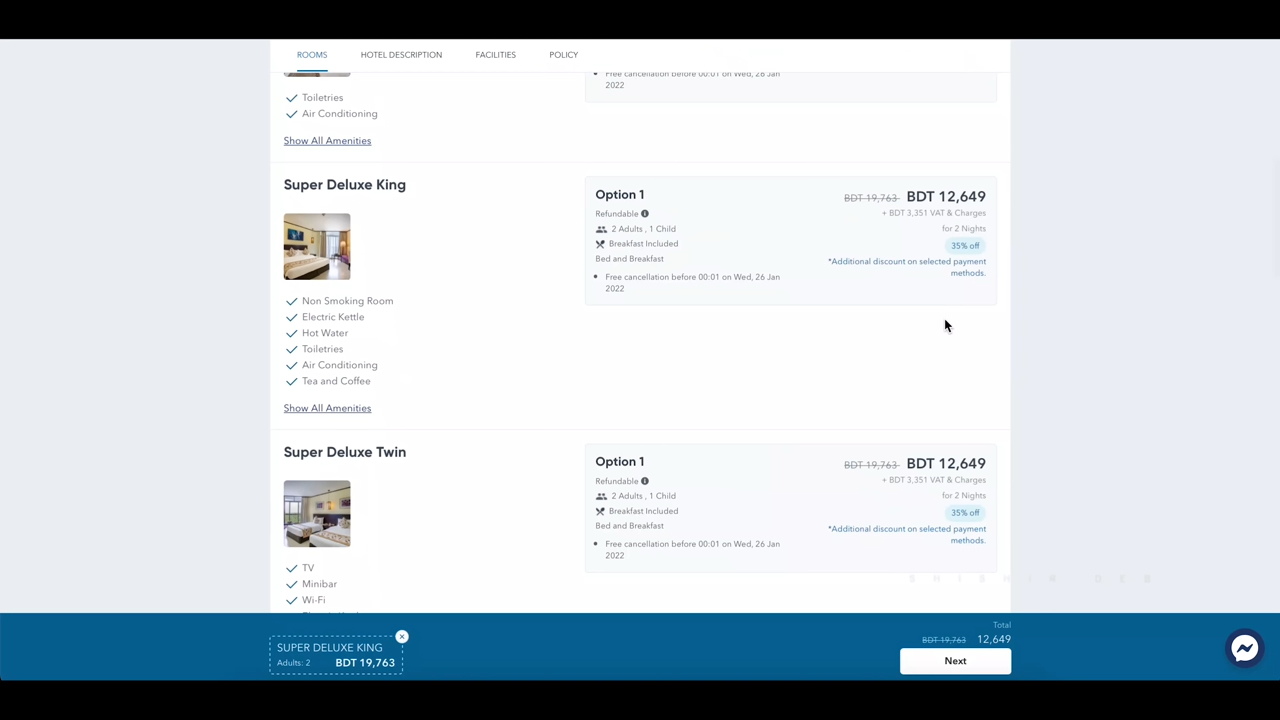 ROOMS
HOTEL DESCRIPTION
FACILITIES
POLICY
Free cancellation before 00:01 on Wed, 26 Jan
2022
Toiletries
Air Conditioning
Show All Amenities
Super Deluxe King
Non Smoking Room
Electric Kettle
Hot Water
Toiletries
Air Conditioning
Tea and Coffee
Show All Amenities
Option 1
Refundable
2 Adults , 1 Child
Breakfast Included
Bed and Breakfast
Free cancellation before 00:01 on Wed, 26 Jan
2022
BDT 19,763 BDT 12,649
+ BDT 3,351 VAT & Charges
for 2 Nights
35% off
*Additional discount on selected payment
methods.
Super Deluxe Twin
TV
Minibar
Wi-Fi
Option 1
Refundable
2 Adults , 1 Child
Breakfast Included
Bed and Breakfast
Free cancellation before 00:01 on Wed, 26 Jan
2022
BDT 19,763 BDT 12,649
+ BDT 3,351 VAT & Charges
for 2 Nights
35% off
*Additional discount on selected payment
methods.
SUPER DELUXE KING
Adults: 2 BDT 19,763
Total
BDT 19,763 12,649
Next